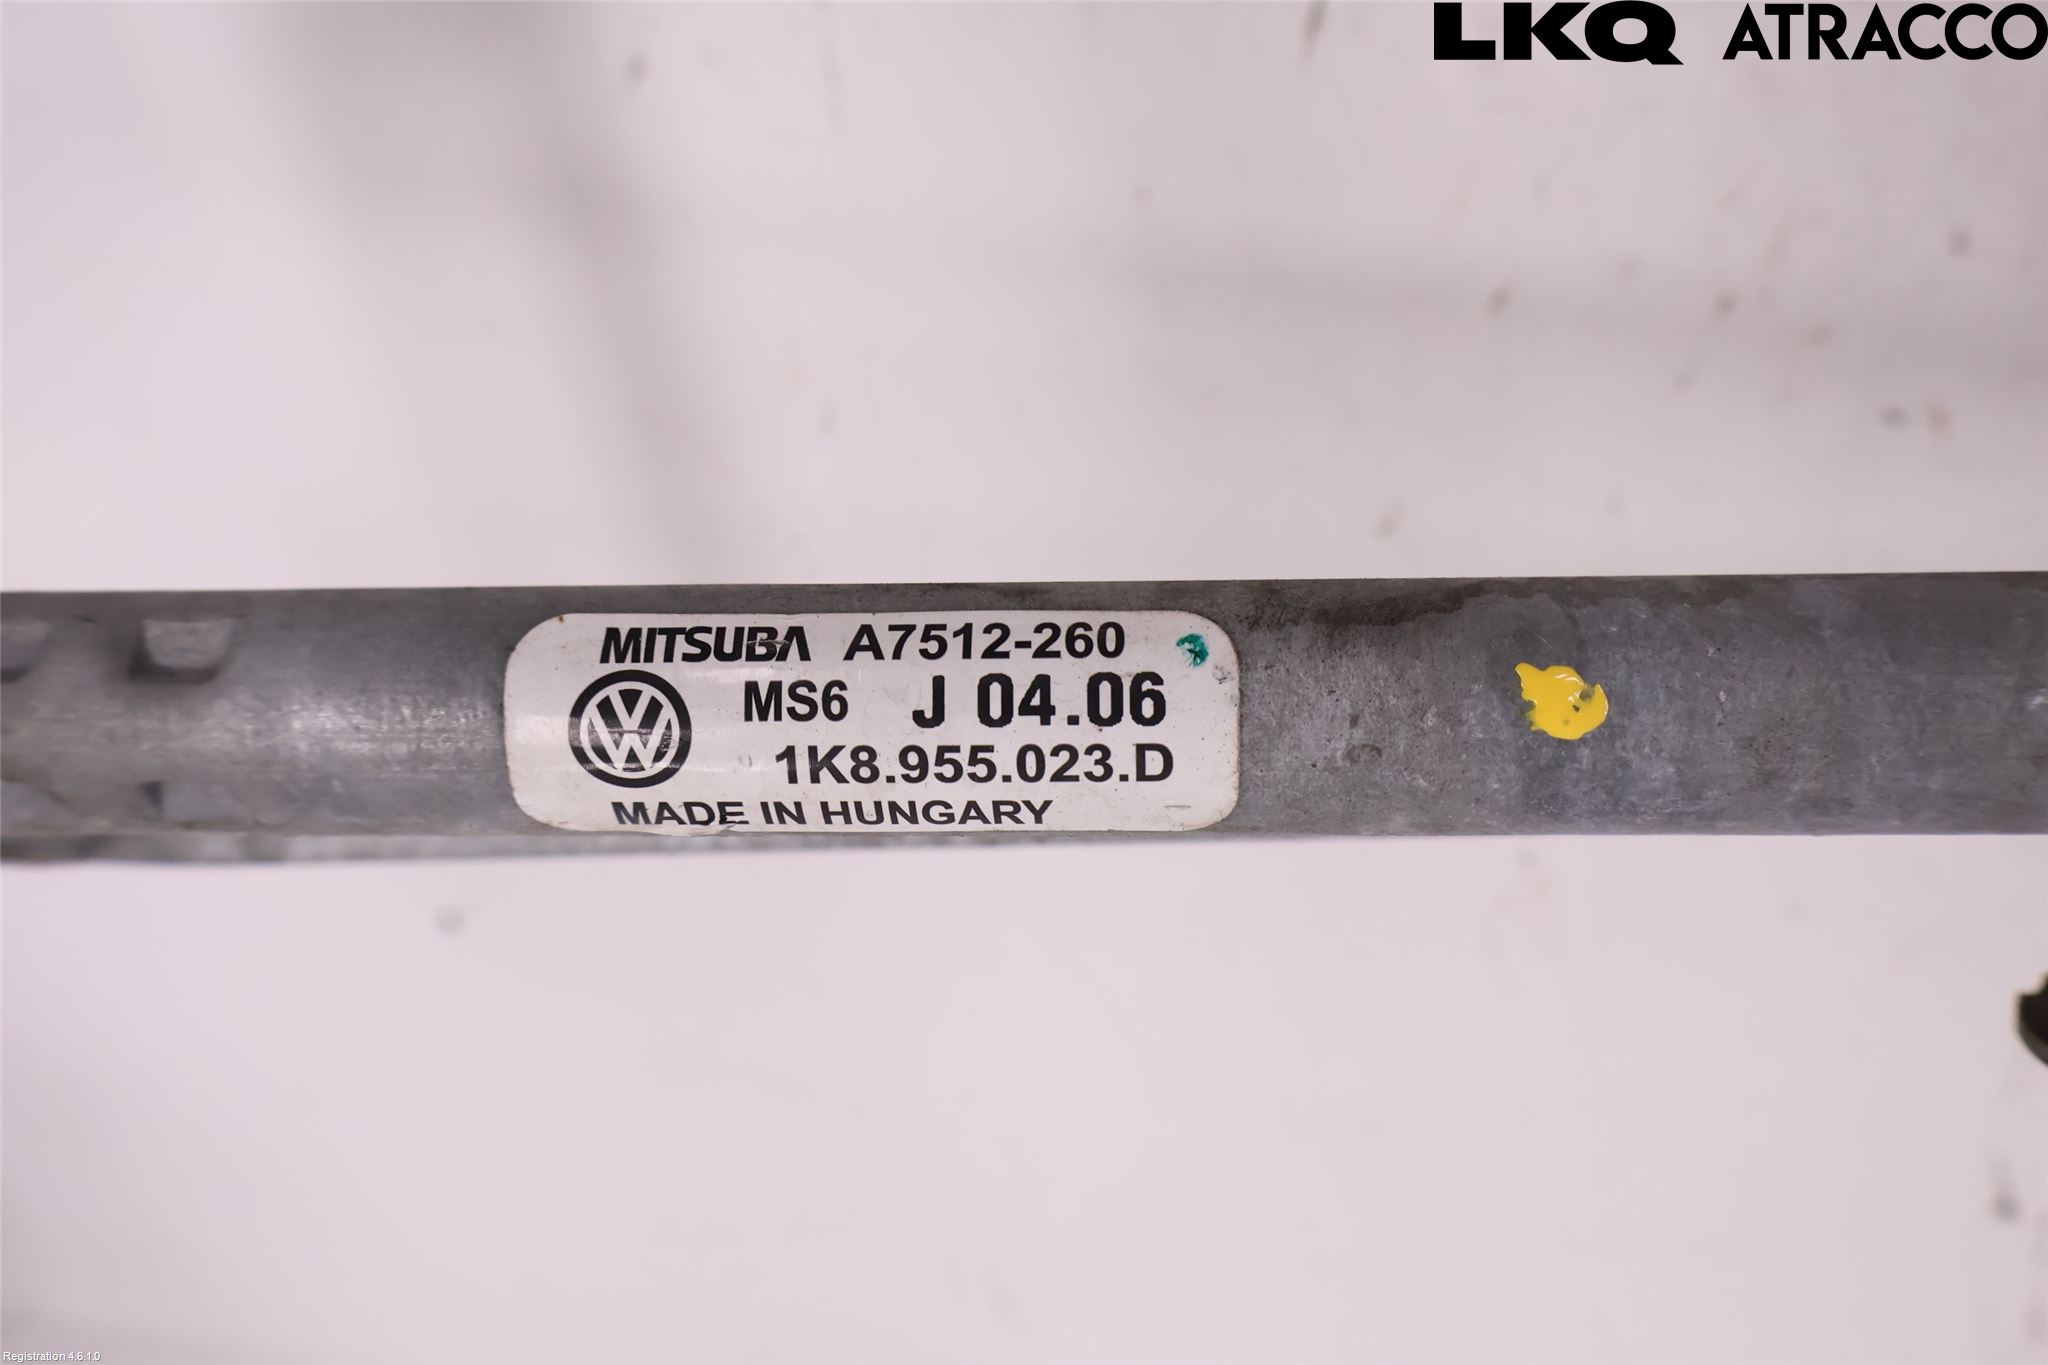 LKQ ATRACCO
MITSUBA A7512-260
MS6 J 04.06
1K8.955.023.D
MADE IN HUNGARY
Registration 4.6.1.0